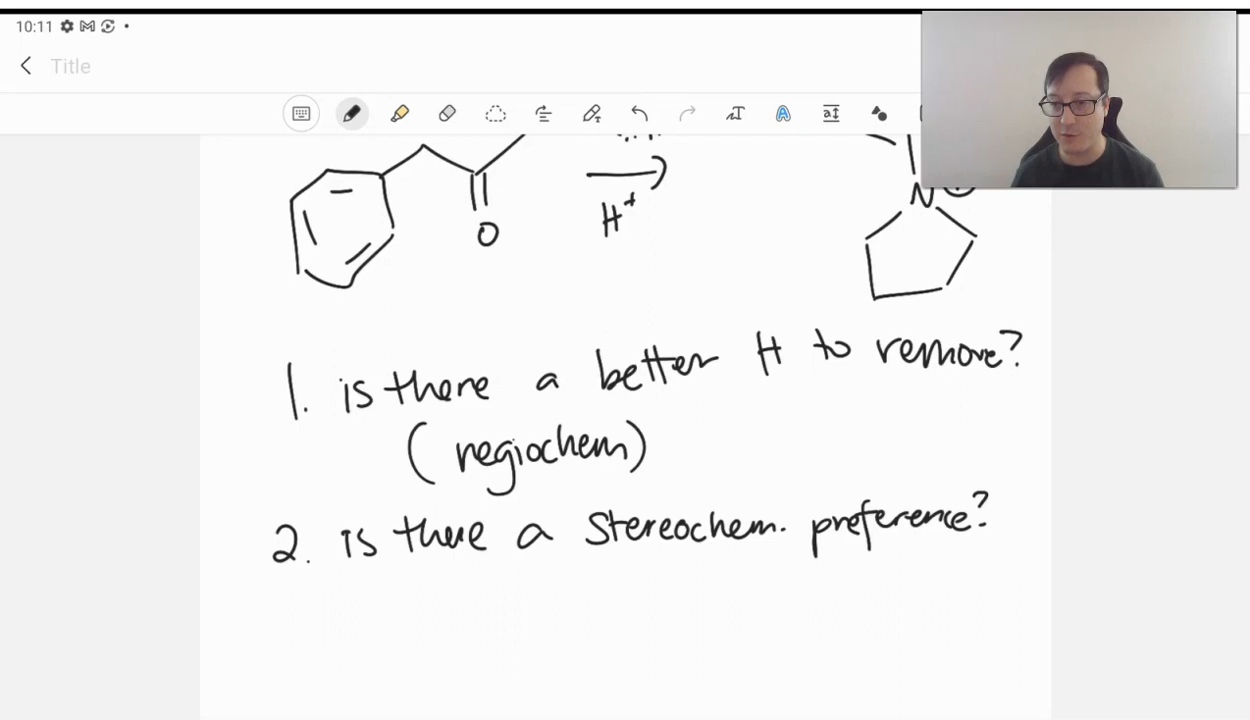 10:11
Title
H+
O
N
1. is there a better H to remove?
(regiochem)
2. is there a stereochem. preference?